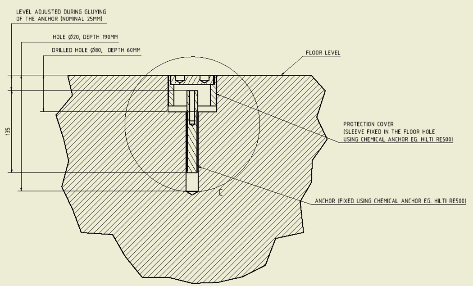 LEVEL ADJUSTED DURING GLUYING
OF THE ANCHOR (NOMINAL 25MM)
HOLE Ø20, DEPTH 190MM
DRILLED HOLE Ø80, DEPTH 60MM
FLOOR LEVEL
135
PROTECTION COVER
(SLEEVE FIXED IN THE FLOOR HOLE
USING CHEMICAL ANCHOR EG. HILTI RE500)
C
ANCHOR (FIXED USING CHEMICAL ANCHOR EG. HILTI RE500)